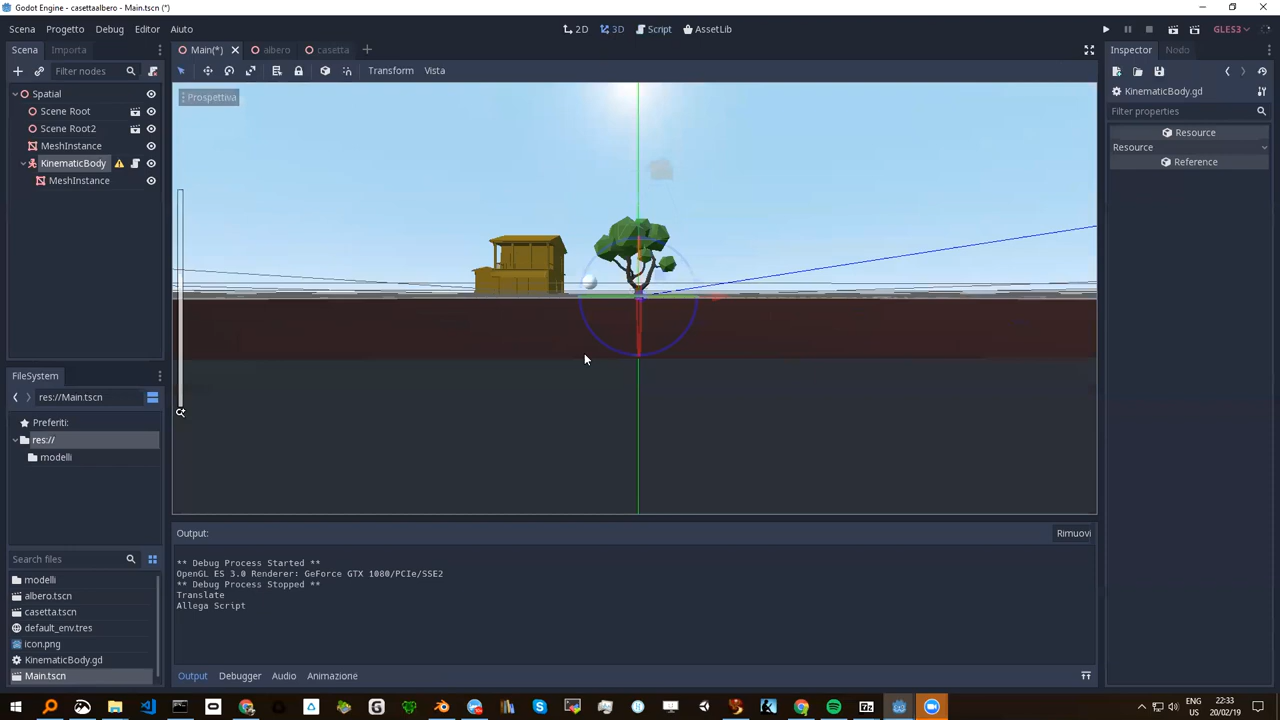 Godot Engine - casettaalbero - Main.tscn (*)
Scena Progetto Debug Editor Aiuto
2D 3D Script AssetLib
GLES3
Scena Importa
Main(*) albero casetta
Inspector Nodo
Filter nodes
Transform Vista
KinematicBody.gd
Spatial
Prospettiva
Filter properties
Scene Root
Scene Root2
MeshInstance
KinematicBody
MeshInstance
Resource
Resource
Reference
FileSystem
res://Main.tscn
Preferiti:
res://
modelli
Search files
modelli
albero.tscn
casetta.tscn
default_env.tres
icon.png
KinematicBody.gd
Main.tscn
Output:
Rimuovi
** Debug Process Started **
OpenGL ES 3.0 Renderer: GeForce GTX 1080/PCIe/SSE2
** Debug Process Stopped **
Translate
Allega Script
Output Debugger Audio Animazione
ENG
US
22:33
20/02/19